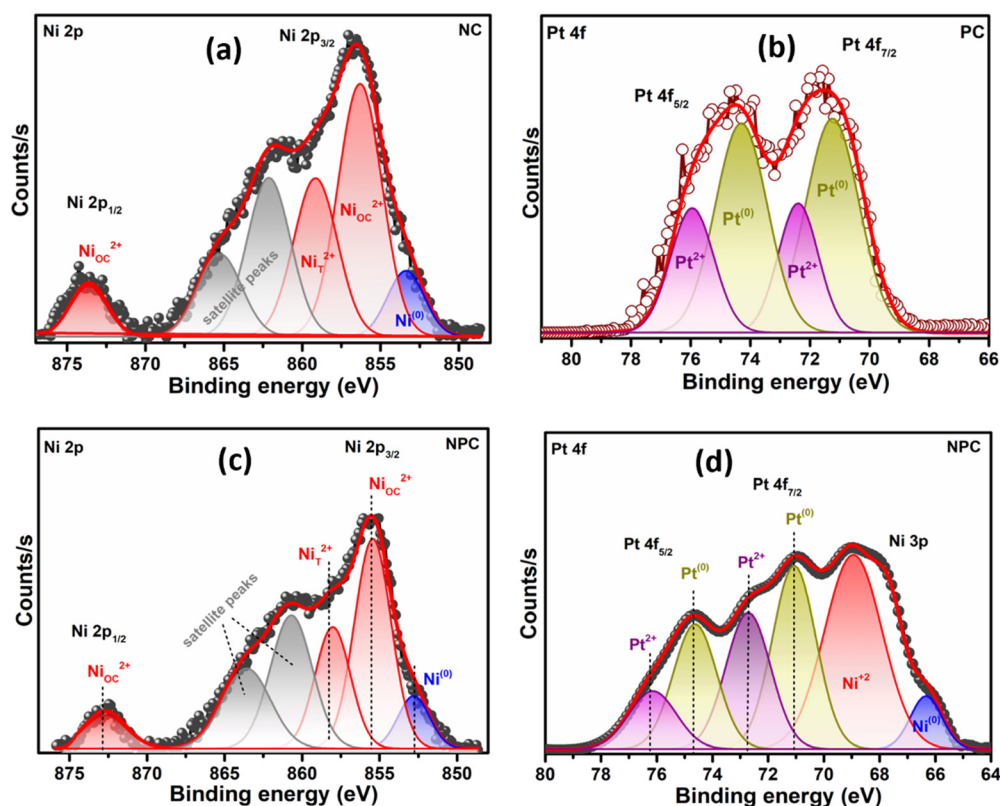 Ni 2p
(a)
Ni 2p3/2
NC
Ni 2p1/2
NiOC2+
NiOC2+
NiT2+
satellite peaks
Ni(0)
Counts/s
875 870 865 860 855 850
Binding energy (eV)
Pt 4f
(b)
Pt 4f7/2
PC
Pt 4f5/2
Pt(0)
Pt(0)
Pt2+
Pt2+
Counts/s
80 78 76 74 72 70 68 66
Binding energy (eV)
Ni 2p
(c)
Ni 2p3/2
NPC
NiOC2+
NiT2+
satellite peaks
Ni 2p1/2
NiOC2+
Ni(0)
Counts/s
875 870 865 860 855 850
Binding energy (eV)
Pt 4f
(d)
NPC
Pt 4f7/2
Pt(0)
Ni 3p
Pt 4f5/2
Pt2+
Pt(0)
Pt2+
Ni+2
Ni(0)
Counts/s
80 78 76 74 72 70 68 66 64
Binding energy (eV)